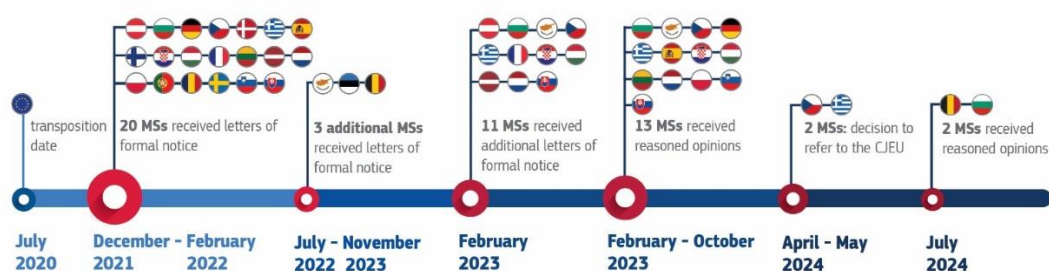 transposition
date
20 MSs received letters of
formal notice
3 additional MSs
received letters of
formal notice
11 MSs received
additional letters of
formal notice
13 MSs received
reasoned opinions
2 MSs: decision to
refer to the CJEU
2 MSs received
reasoned opinions
July
2020
December – February
2021 2022
July – November
2022 2023
February
2023
February – October
2023
April – May
2024
July
2024